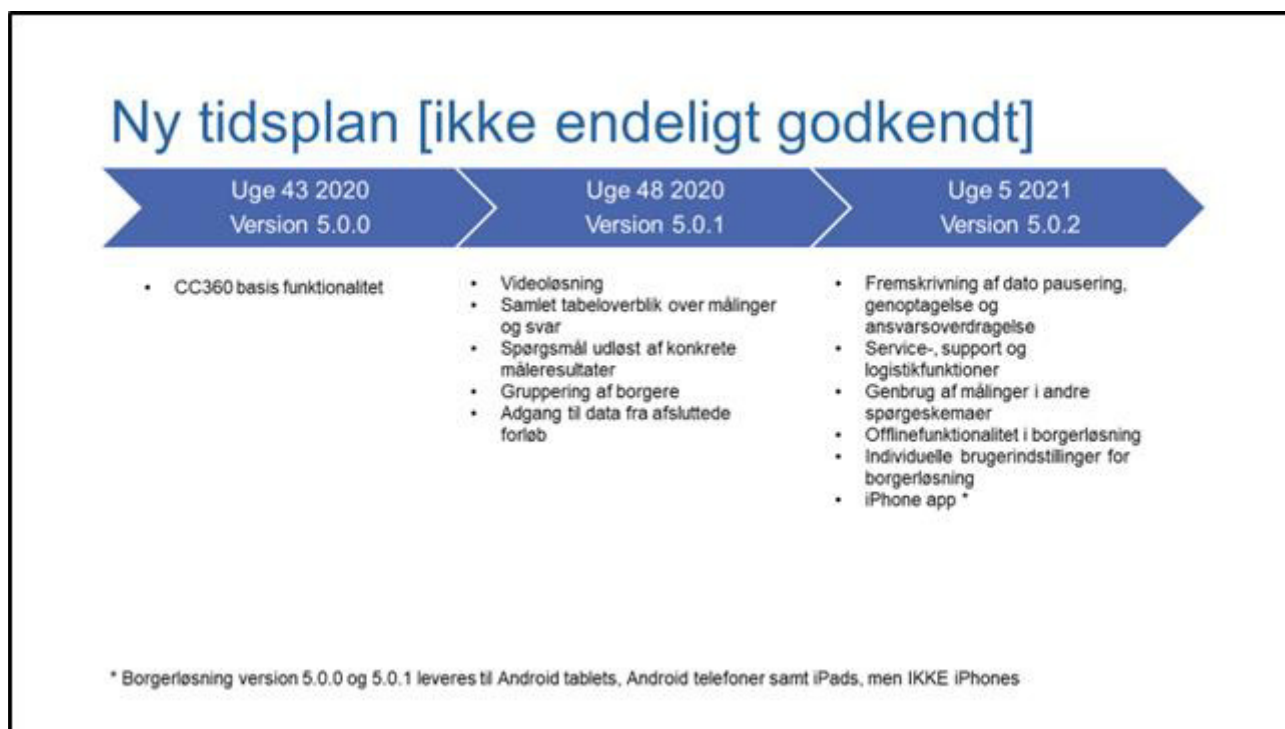 Ny tidsplan [ikke endeligt godkendt]
Uge 43 2020
Version 5.0.0
Uge 48 2020
Version 5.0.1
Uge 5 2021
Version 5.0.2
• CC360 basis funktionalitet
• Videoløsning
• Samlet tabeloverblik over målinger
og svar
• Spørgsmål udløst af konkrete
måleresultater
• Gruppering af borgere
• Adgang til data fra afsluttede
forløb
• Fremskrivning af dato pausering,
genoptagelse og
ansvarsoverdragelse
• Service-, support og
logistikfunktioner
• Genbrug af målinger i andre
spørgeskemaer
• Offlinefunktionalitet i borgerløsning
• Individuelle brugerindstillinger for
borgerløsning
• iPhone app *
* Borgerløsning version 5.0.0 og 5.0.1 leveres til Android tablets, Android telefoner samt iPads, men IKKE iPhones